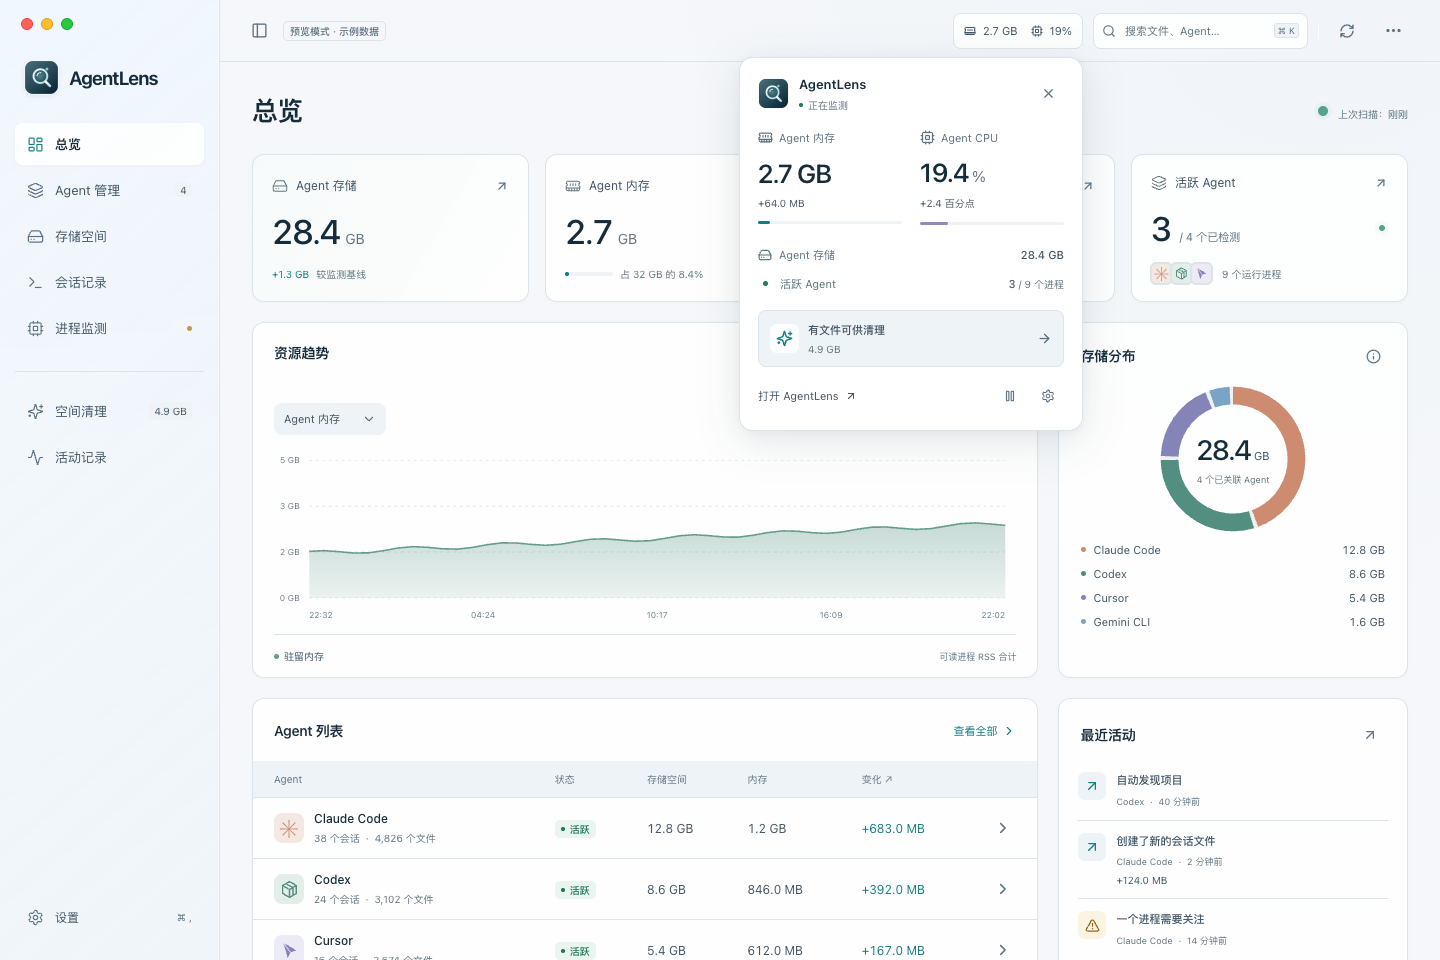 预览模式 · 示例数据
2.7 GB 19%
搜索文件、Agent... ⌘ K
AgentLens
总览
Agent 管理 4
存储空间
会话记录
进程监测
空间清理 4.9 GB
活动记录
设置 ⌘ ,
总览
上次扫描：刚刚
Agent 存储
28.4 GB
+1.3 GB 较监测基线
Agent 内存
2.7 GB
占 32 GB 的 8.4%
AgentLens
正在监测
Agent 内存
2.7 GB
+64.0 MB
Agent CPU
19.4 %
+2.4 百分点
Agent 存储 28.4 GB
活跃 Agent 3 / 9 个进程
有文件可供清理
4.9 GB
打开 AgentLens
活跃 Agent
3 / 4 个已检测
9 个运行进程
资源趋势
Agent 内存
5 GB
3 GB
2 GB
0 GB
22:32 04:24 10:17 16:09 22:02
驻留内存 可读进程 RSS 合计
存储分布
28.4 GB
4 个已关联 Agent
Claude Code 12.8 GB
Codex 8.6 GB
Cursor 5.4 GB
Gemini CLI 1.6 GB
Agent 列表 查看全部
Agent 状态 存储空间 内存 变化
Claude Code
38 个会话 · 4,826 个文件
活跃 12.8 GB 1.2 GB +683.0 MB
Codex
24 个会话 · 3,102 个文件
活跃 8.6 GB 846.0 MB +392.0 MB
Cursor
活跃 5.4 GB 612.0 MB +167.0 MB
最近活动
自动发现项目
Codex · 40 分钟前
创建了新的会话文件
Claude Code · 2 分钟前
+124.0 MB
一个进程需要关注
Claude Code · 14 分钟前